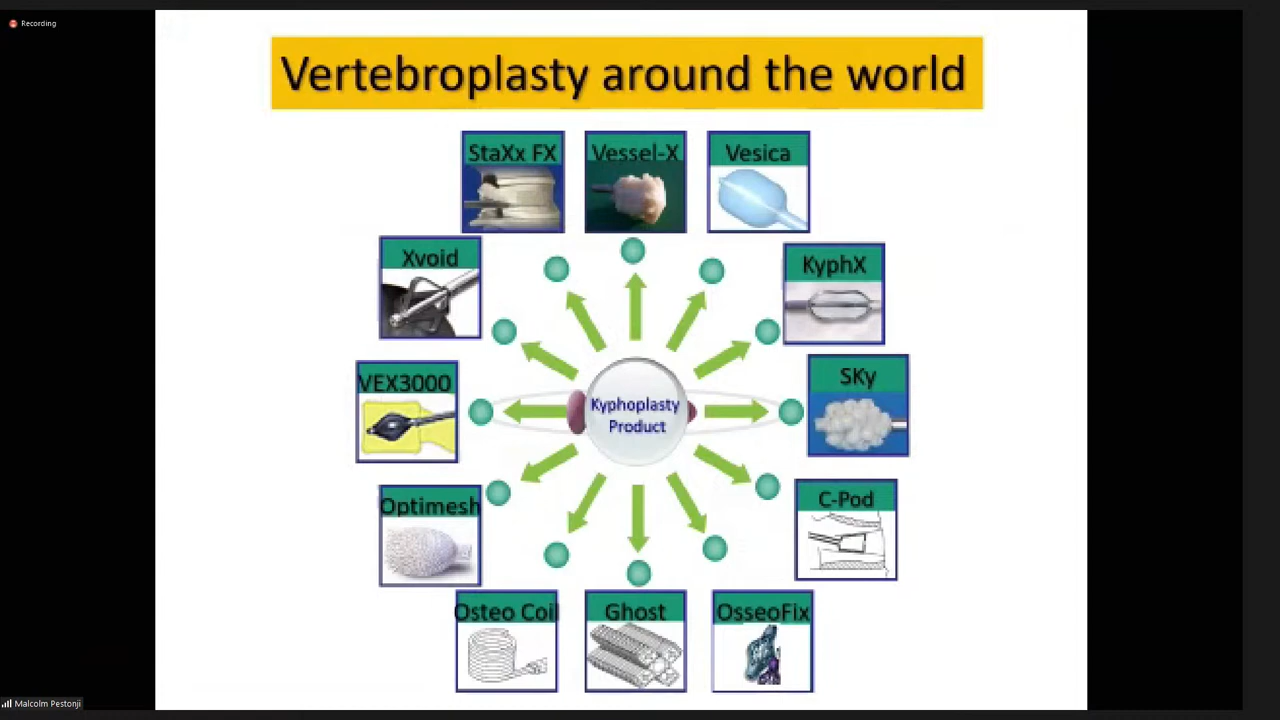 Recording
Vertebroplasty around the world
StaXx FX
Vessel-X
Vesica
Xvoid
KyphX
VEX3000
SKy
Kyphoplasty
Product
Optimesh
C-Pod
Osteo Coil
Ghost
OsseoFix
Malcolm Pestonji